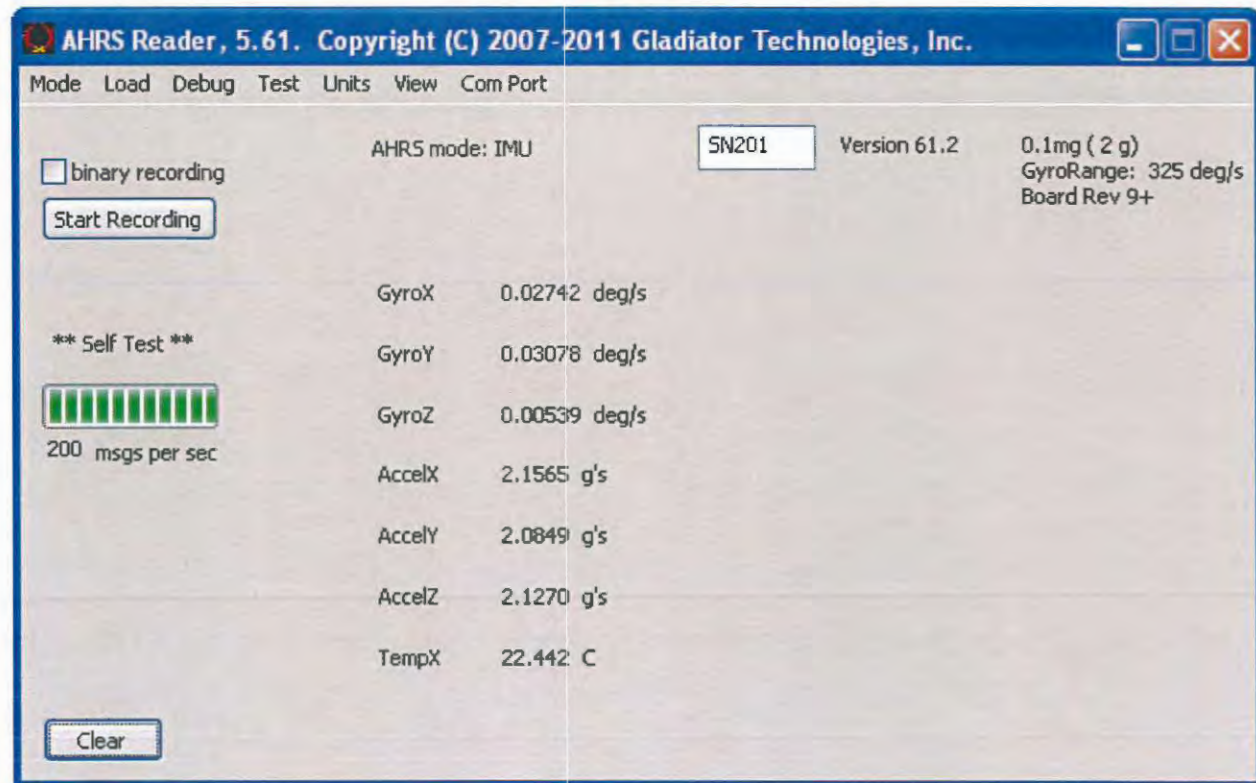 AHRS Reader, 5.61. Copyright (C) 2007-2011 Gladiator Technologies, Inc.
Mode Load Debug Test Units View Com Port
AHRS mode: IMU
SN201
Version 61.2
0.1mg ( 2 g)
GyroRange: 325 deg/s
Board Rev 9+
binary recording
Start Recording
** Self Test **
200 msgs per sec
GyroX 0.02742 deg/s
GyroY 0.03078 deg/s
GyroZ 0.00539 deg/s
AccelX 2.1565 g's
AccelY 2.0849 g's
AccelZ 2.1270 g's
TempX 22.442 C
Clear